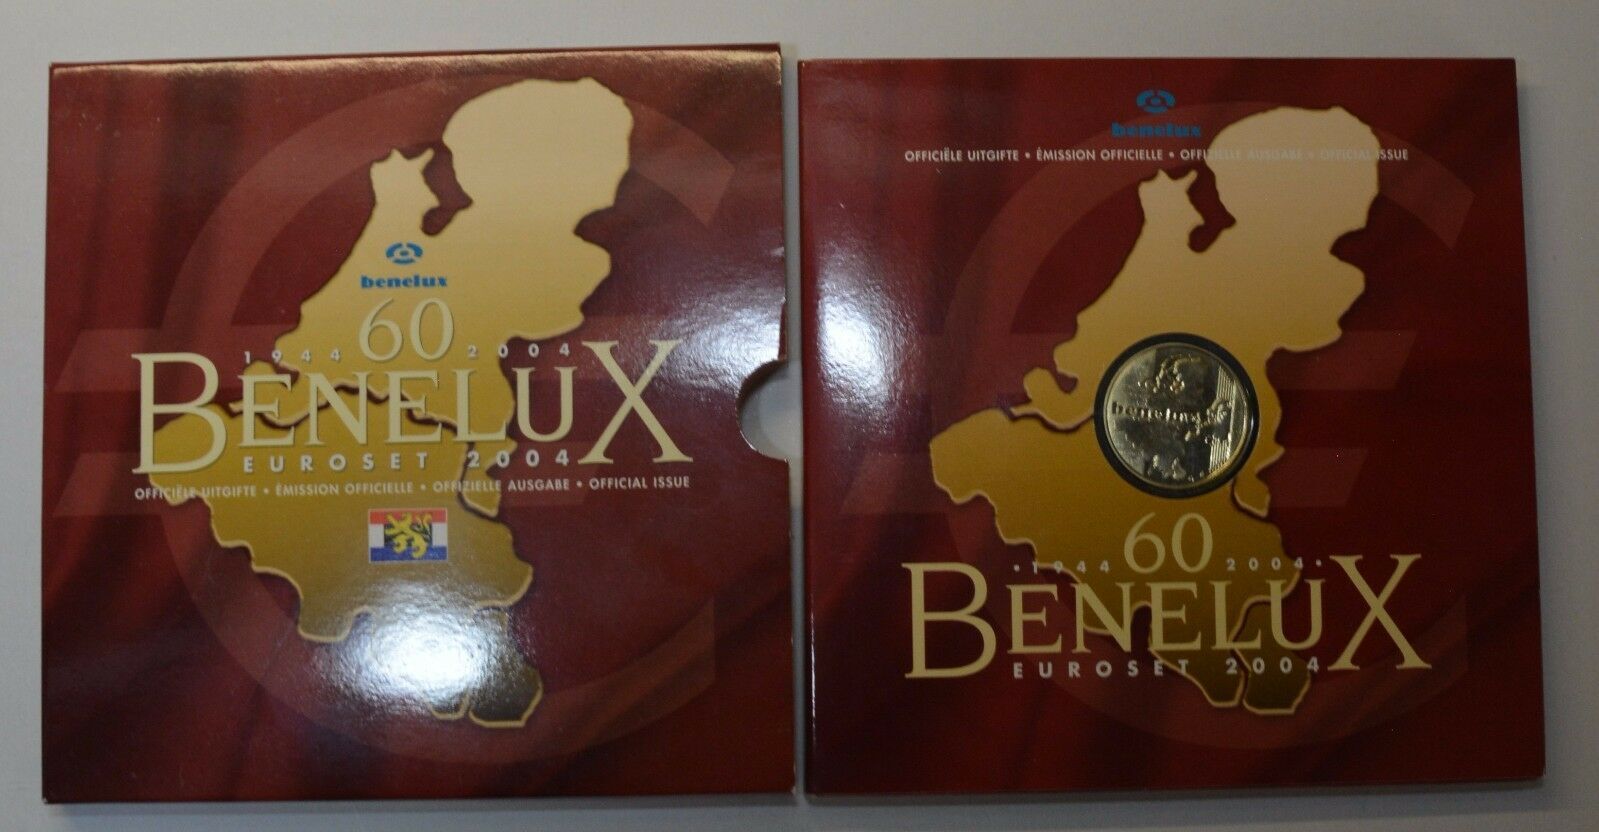 benelux
60
1944 2004
BENELUX
EUROSET 2004
OFFICIËLE UITGIFTE • ÉMISSION OFFICIELLE • OFFIZIELLE AUSGABE • OFFICIAL ISSUE
benelux
OFFICIËLE UITGIFTE • ÉMISSION OFFICIELLE • OFFIZIELLE AUSGABE • OFFICIAL ISSUE
benelux
60
•1944 2004•
BENELUX
EUROSET 2004